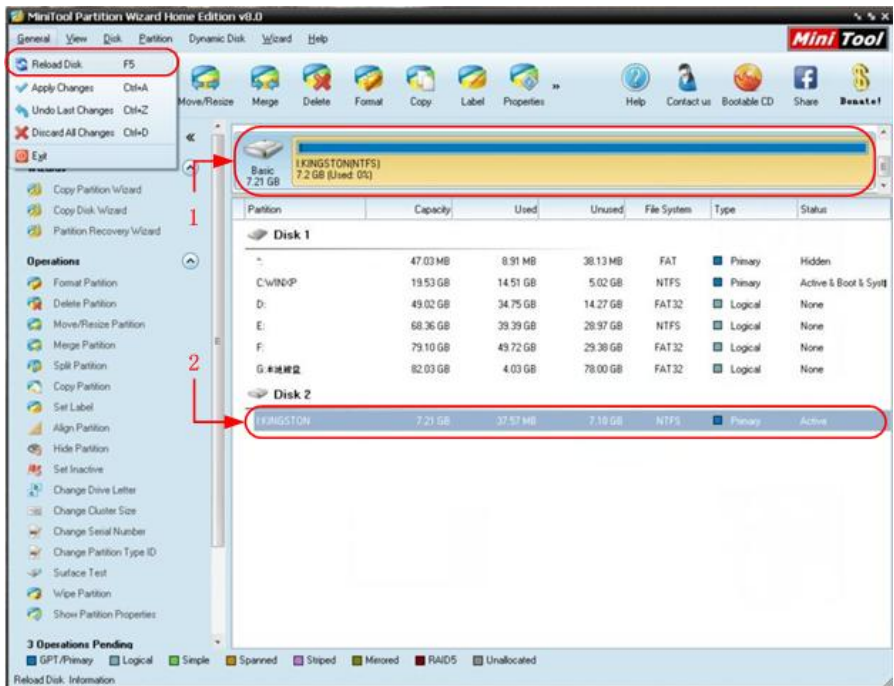 MiniTool Partition Wizard Home Edition v8.0
General View Disk Partition Dynamic Disk Wizard Help
Mini Tool
Reload Disk F5
Apply Changes Ctrl+A
Undo Last Changes Ctrl+Z
Discard All Changes Ctrl+D
Exit
Move/Resize Merge Delete Format Copy Label Properties » Help Contact us Bootable CD Share Donate!
«
1
Basic
7.21 GB
I:KINGSTON(NTFS)
7.2 GB (Used: 0%)
Copy Partition Wizard
Copy Disk Wizard
Partition Recovery Wizard
Operations
Format Partition
Delete Partition
Move/Resize Partition
Merge Partition
Split Partition
Copy Partition
Set Label
Align Partition
Hide Partition
Set Inactive
Change Drive Letter
Change Cluster Size
Change Serial Number
Change Partition Type ID
Surface Test
Wipe Partition
Show Partition Properties
3 Operations Pending
Partition Capacity Used Unused File System Type Status
Disk 1
*: 47.03 MB 8.91 MB 38.13 MB FAT Primary Hidden
C:WINXP 19.53 GB 14.51 GB 5.02 GB NTFS Primary Active & Boot & Syst
D: 49.02 GB 34.75 GB 14.27 GB FAT32 Logical None
E: 68.36 GB 39.39 GB 28.97 GB NTFS Logical None
F: 79.10 GB 49.72 GB 29.38 GB FAT32 Logical None
G:本地磁盘 82.03 GB 4.03 GB 78.00 GB FAT32 Logical None
2
Disk 2
I:KINGSTON 7.21 GB 37.57 MB 7.18 GB NTFS Primary Active
GPT/Primary Logical Simple Spanned Striped Mirrored RAID5 Unallocated
Reload Disk Information